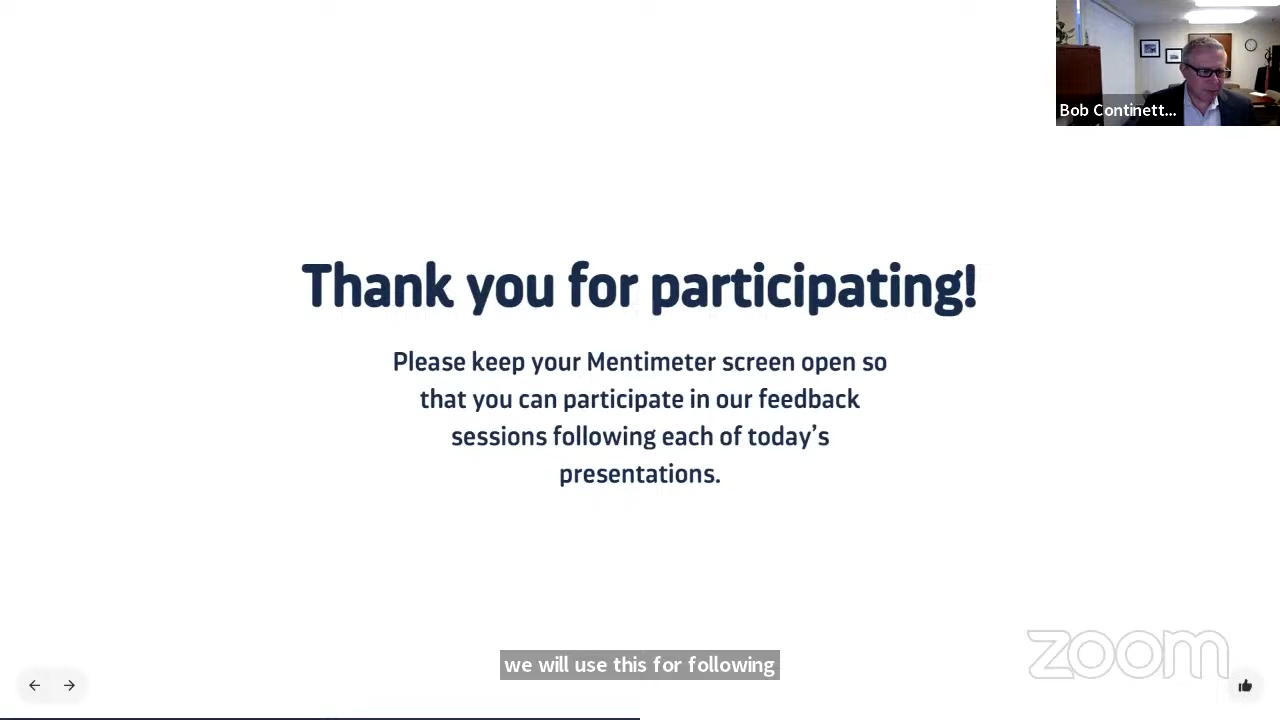 Bob Continett...
Thank you for participating!
Please keep your Mentimeter screen open so
that you can participate in our feedback
sessions following each of today’s
presentations.
we will use this for following
zoom